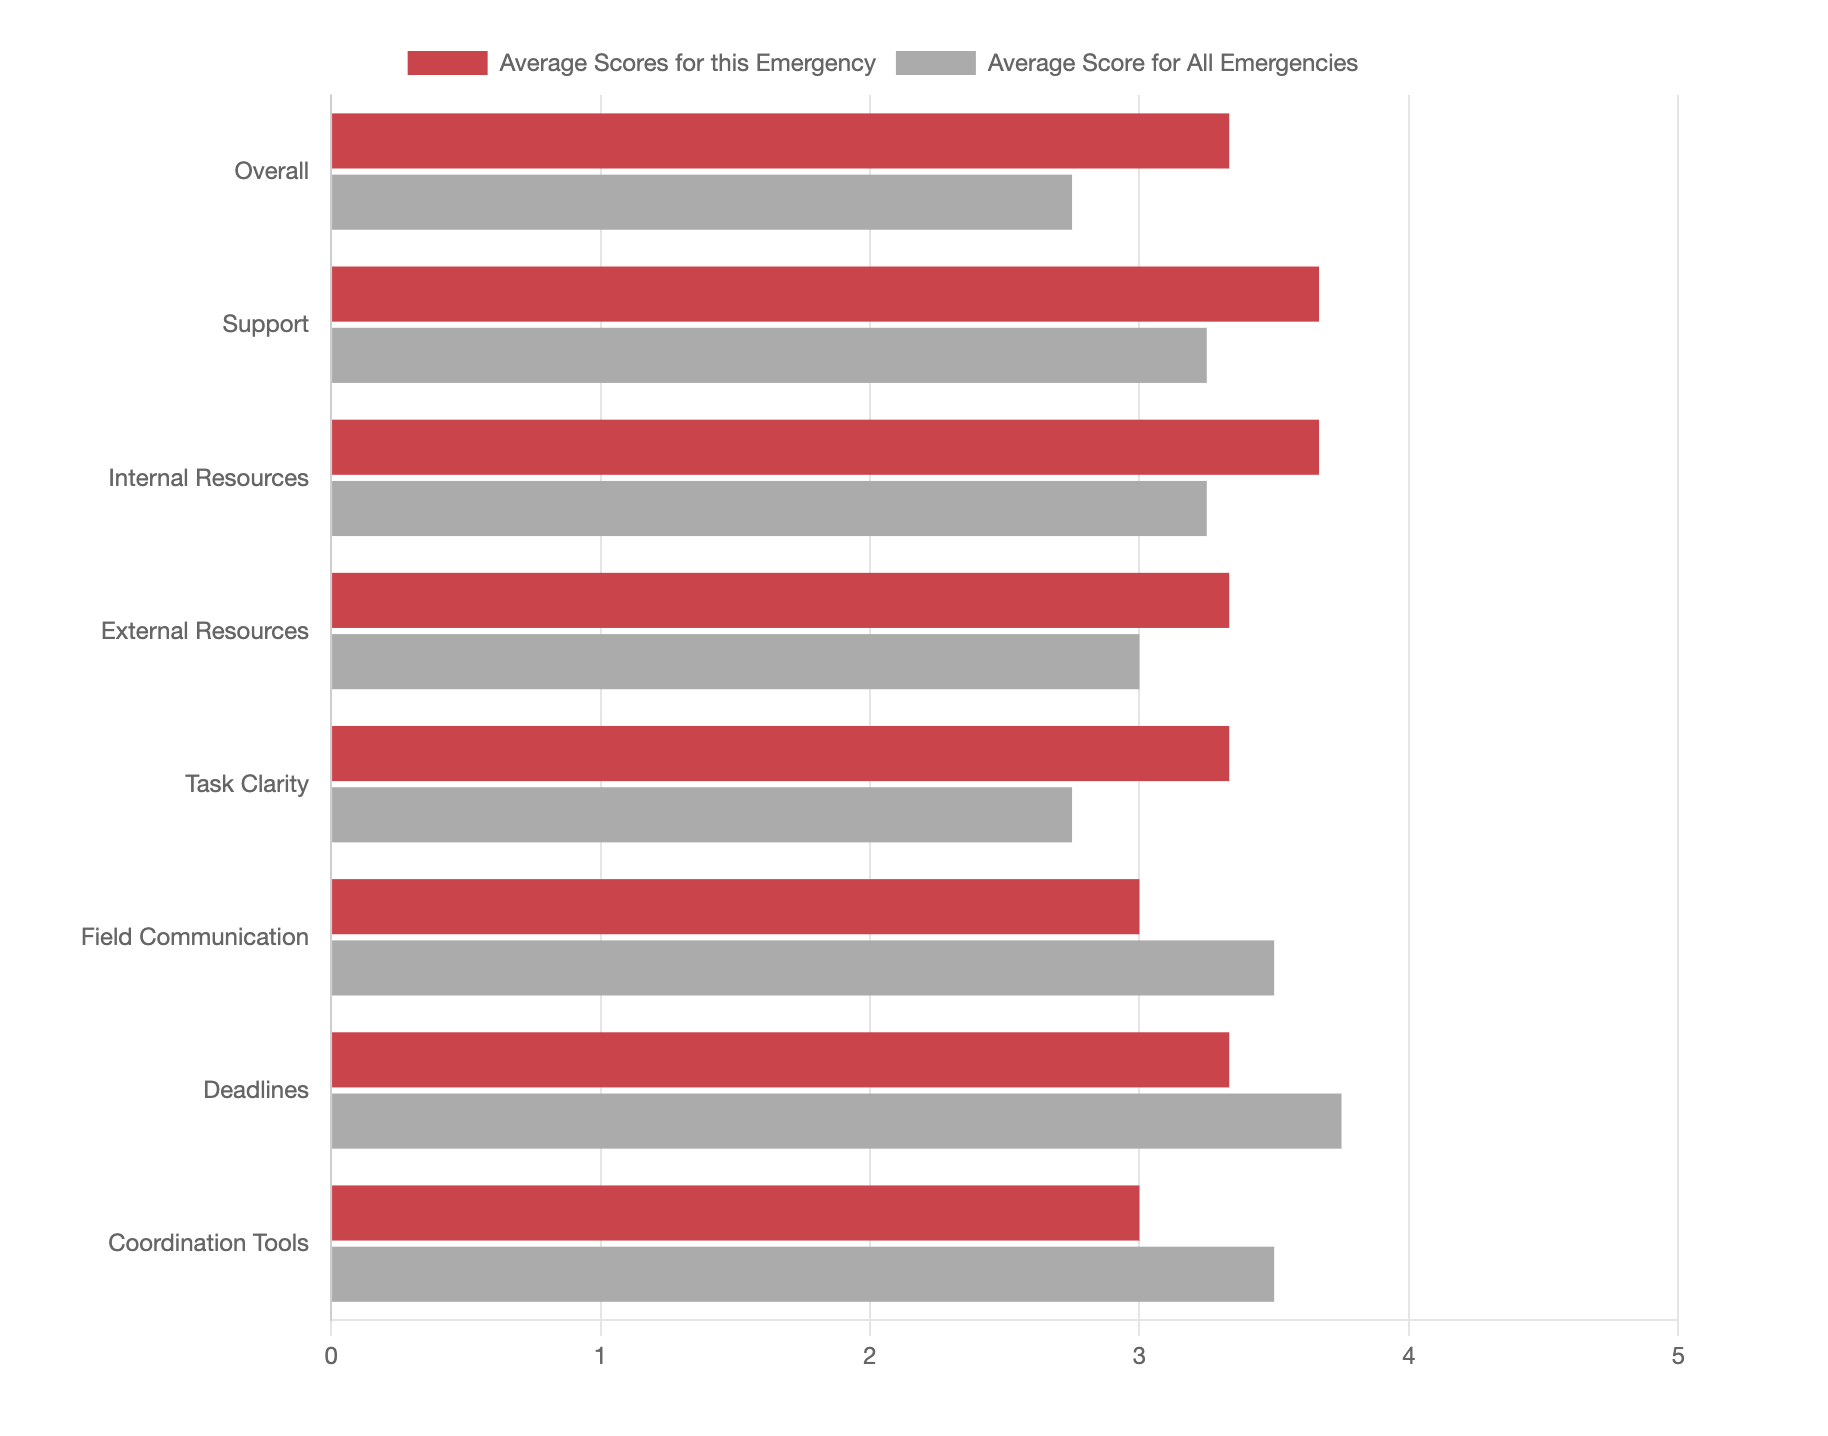 Average Scores for this Emergency
Average Score for All Emergencies
Overall
Support
Internal Resources
External Resources
Task Clarity
Field Communication
Deadlines
Coordination Tools
0 1 2 3 4 5